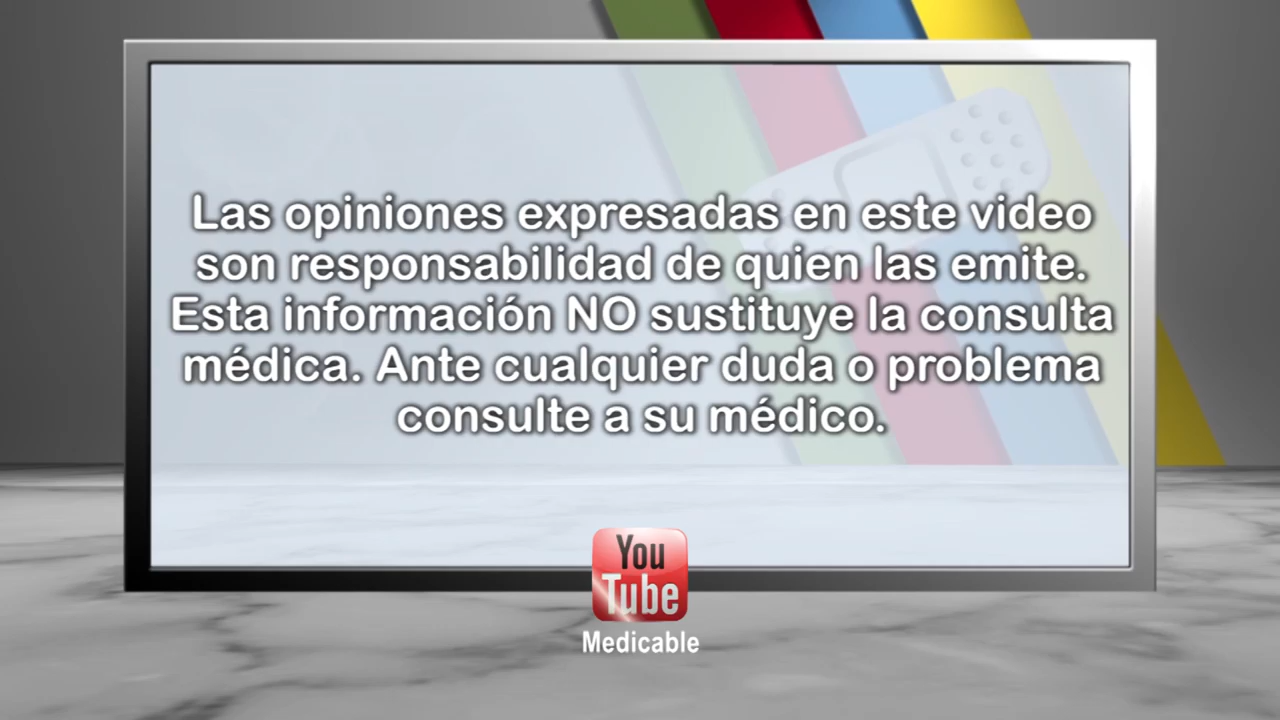 Las opiniones expresadas en este video
son responsabilidad de quien las emite.
Esta información NO sustituye la consulta
médica. Ante cualquier duda o problema
consulte a su médico.
You
Tube
Medicable